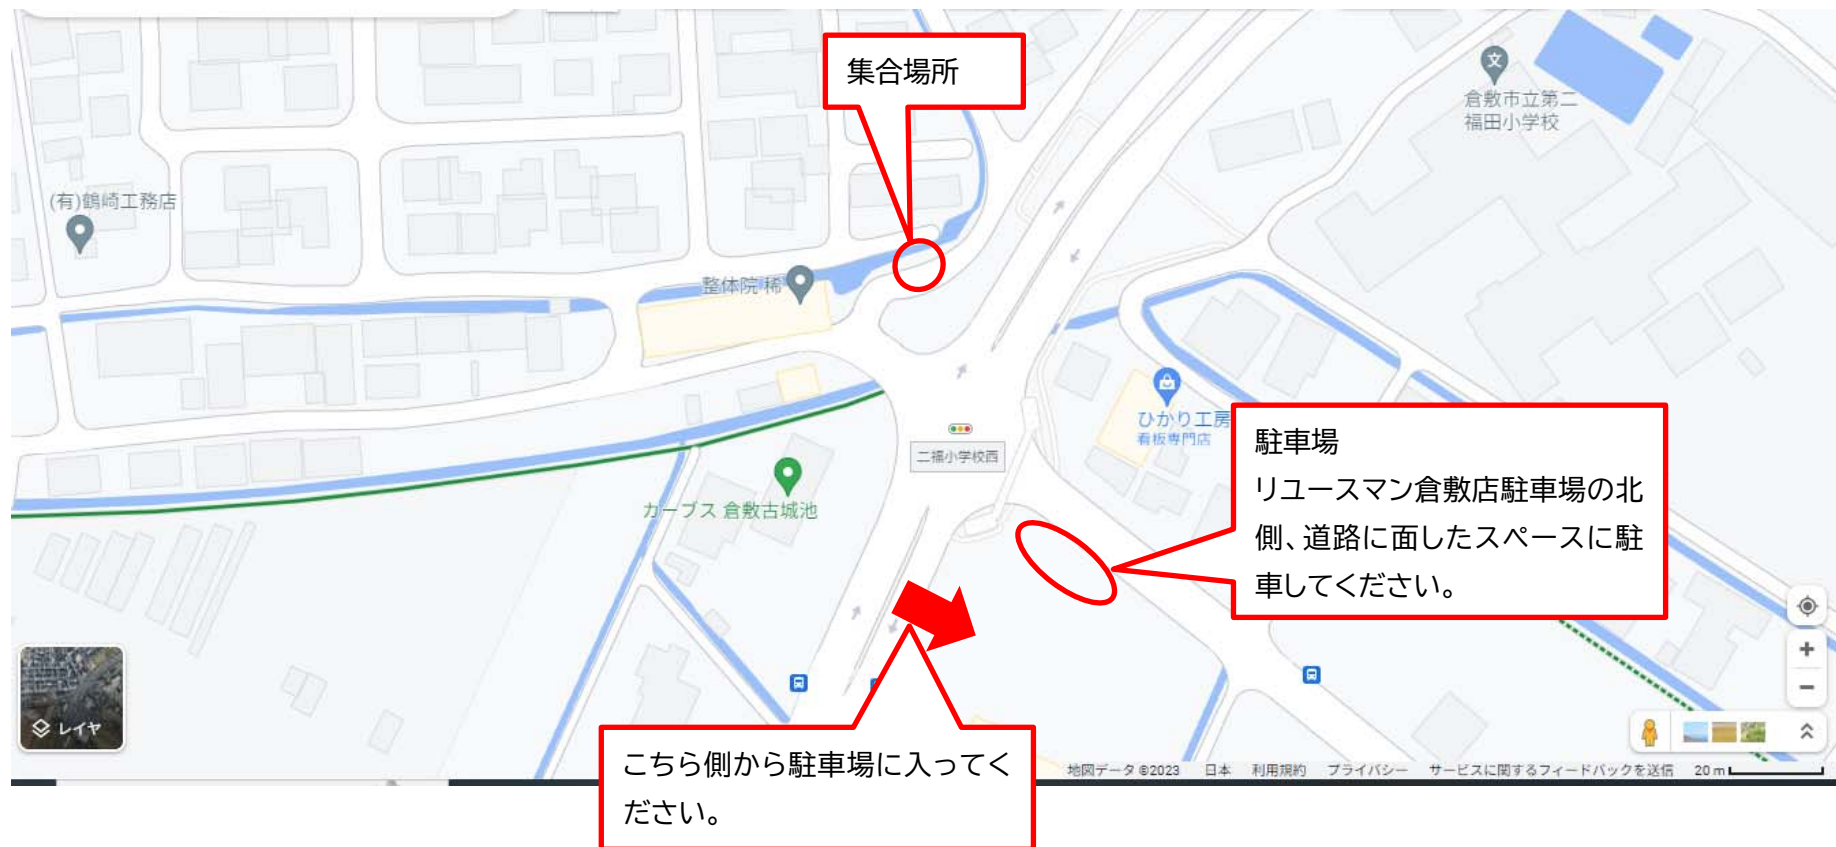 集合場所
倉敷市立第二
福田小学校
(有)鶴崎工務店
整体院 稀
ひかり工房
看板専門店
二福小学校西
カーブス 倉敷古城池
駐車場
リユースマン倉敷店駐車場の北
側、道路に面したスペースに駐
車してください。
レイヤ
こちら側から駐車場に入ってく
ださい。
地図データ ©2023 日本 利用規約 プライバシー サービスに関するフィードバックを送信 20 m